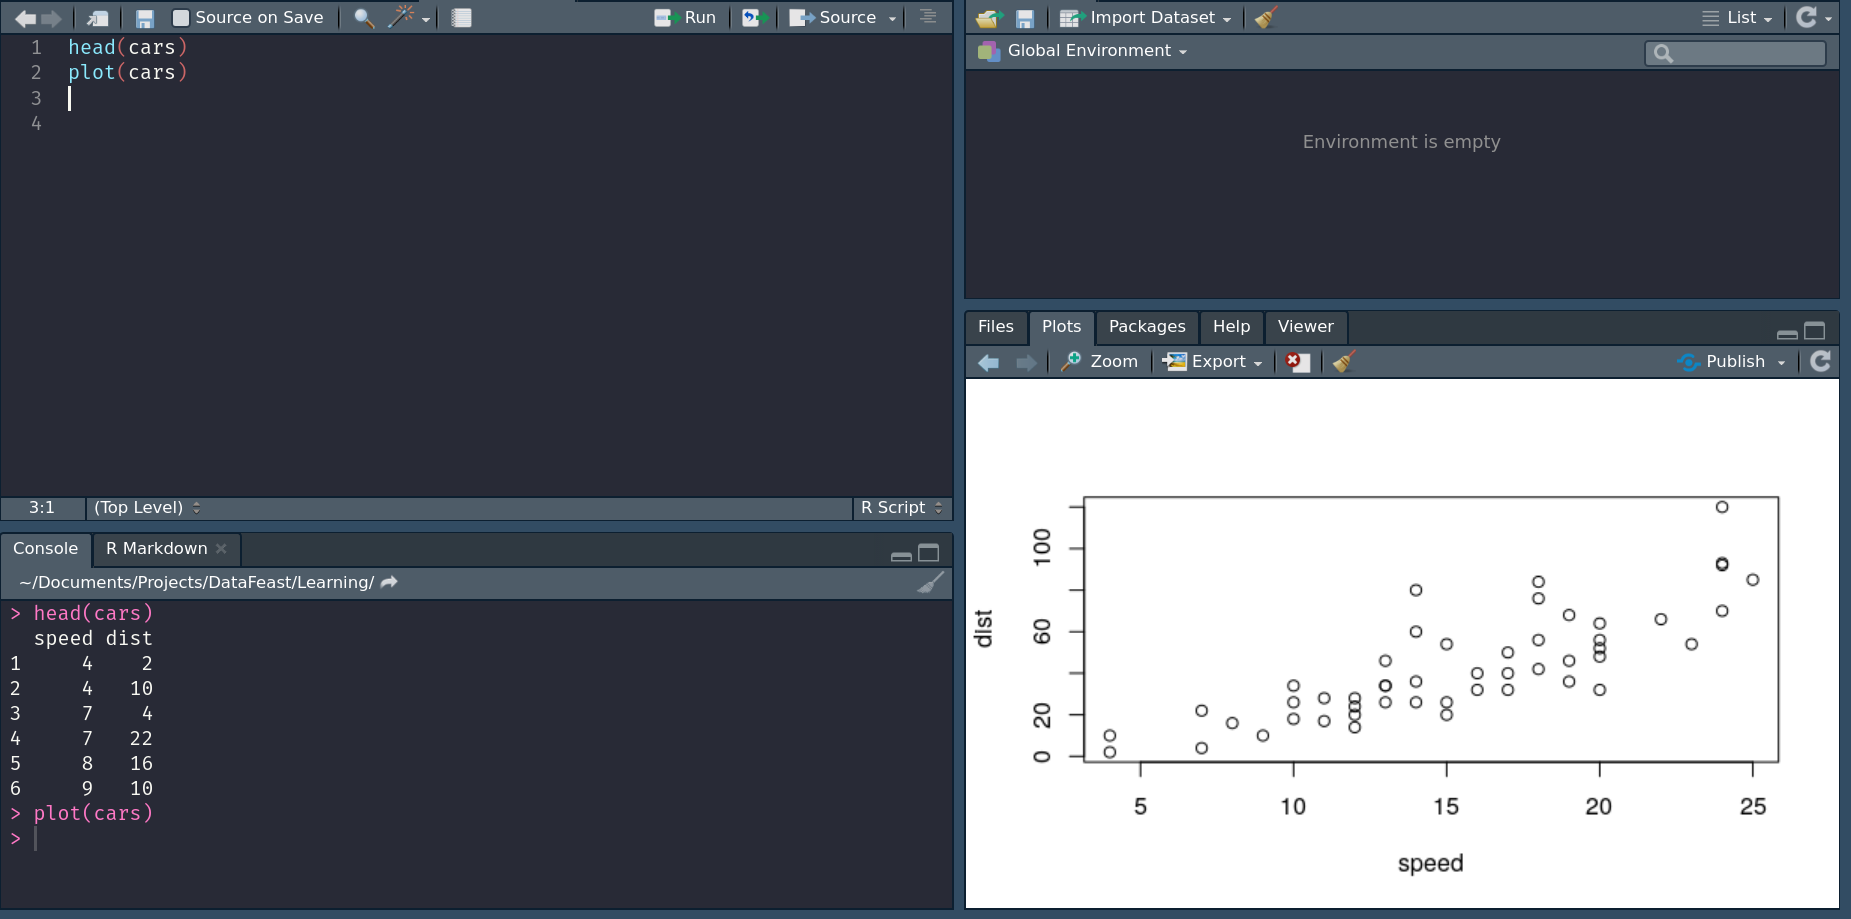 Source on Save
Run
Source
1 head(cars)
2 plot(cars)
3
4
3:1 (Top Level) R Script
Console R Markdown
~/Documents/Projects/DataFeast/Learning/
> head(cars)
speed dist
1 4 2
2 4 10
3 7 4
4 7 22
5 8 16
6 9 10
> plot(cars)
>
Import Dataset
List
Global Environment
Environment is empty
Files Plots Packages Help Viewer
Zoom Export Publish
100
60
20
0
dist
5 10 15 20 25
speed